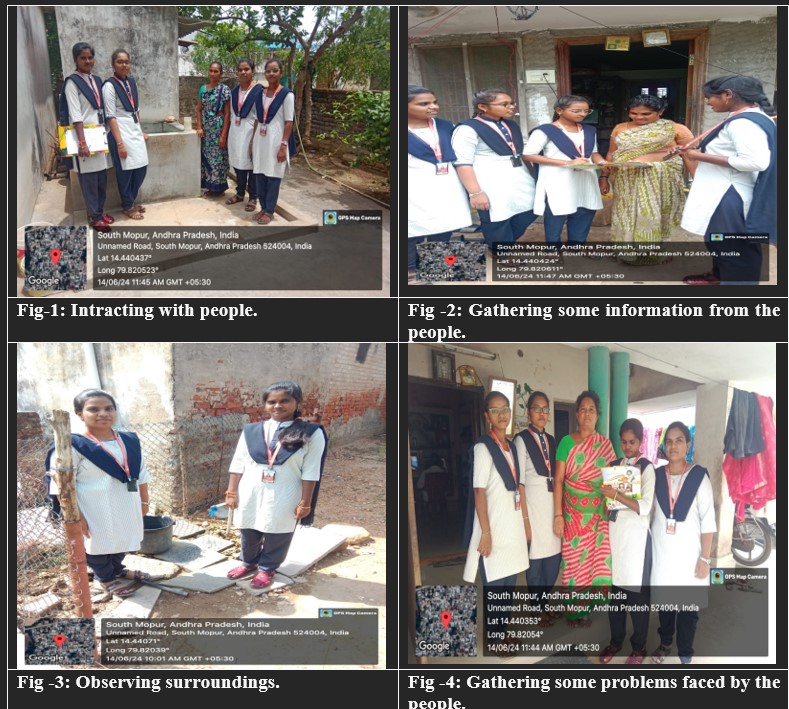 GPS Map Camera
South Mopur, Andhra Pradesh, India
Unnamed Road, South Mopur, Andhra Pradesh 524004, India
Lat 14.440437°
Long 79.820523°
14/06/24 11:45 AM GMT +05:30
Google
GPS Map Camera
South Mopur, Andhra Pradesh, India
Unnamed Road, South Mopur, Andhra Pradesh 524004, India
Lat 14.440424°
Long 79.820611°
14/06/24 11:47 AM GMT +05:30
Google
Fig-1: Intracting with people.
Fig -2: Gathering some information from the
people.
GPS Map Camera
South Mopur, Andhra Pradesh, India
Unnamed Road, South Mopur, Andhra Pradesh 524004, India
Lat 14.44071°
Long 79.82039°
14/06/24 10:01 AM GMT +05:30
Google
GPS Map Camera
South Mopur, Andhra Pradesh, India
Unnamed Road, South Mopur, Andhra Pradesh 524004, India
Lat 14.440353°
Long 79.82054°
14/06/24 11:44 AM GMT +05:30
Google
Fig -3: Observing surroundings.
Fig -4: Gathering some problems faced by the
people.